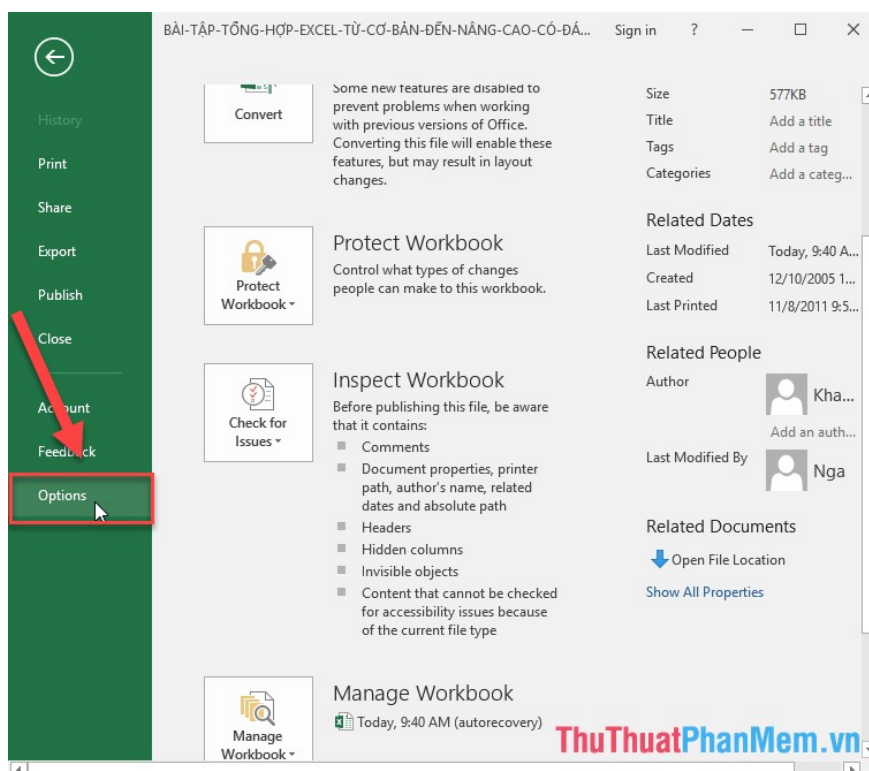 BÀI-TẬP-TỔNG-HỢP-EXCEL-TỪ-CƠ-BẢN-ĐẾN-NÂNG-CAO-CÓ-ĐÁ...
Sign in
?
History
Print
Share
Export
Publish
Close
Account
Feedback
Options
Convert
Some new features are disabled to
prevent problems when working
with previous versions of Office.
Converting this file will enable these
features, but may result in layout
changes.
Protect
Workbook
Protect Workbook
Control what types of changes
people can make to this workbook.
Check for
Issues
Inspect Workbook
Before publishing this file, be aware
that it contains:
Comments
Document properties, printer
path, author's name, related
dates and absolute path
Headers
Hidden columns
Invisible objects
Content that cannot be checked
for accessibility issues because
of the current file type
Manage
Workbook
Manage Workbook
Today, 9:40 AM (autorecovery)
Size 577KB
Title Add a title
Tags Add a tag
Categories Add a categ...
Related Dates
Last Modified Today, 9:40 A...
Created 12/10/2005 1...
Last Printed 11/8/2011 9:5...
Related People
Author Kha...
Add an auth...
Last Modified By Nga
Related Documents
Open File Location
Show All Properties
ThuThuatPhanMem.vn